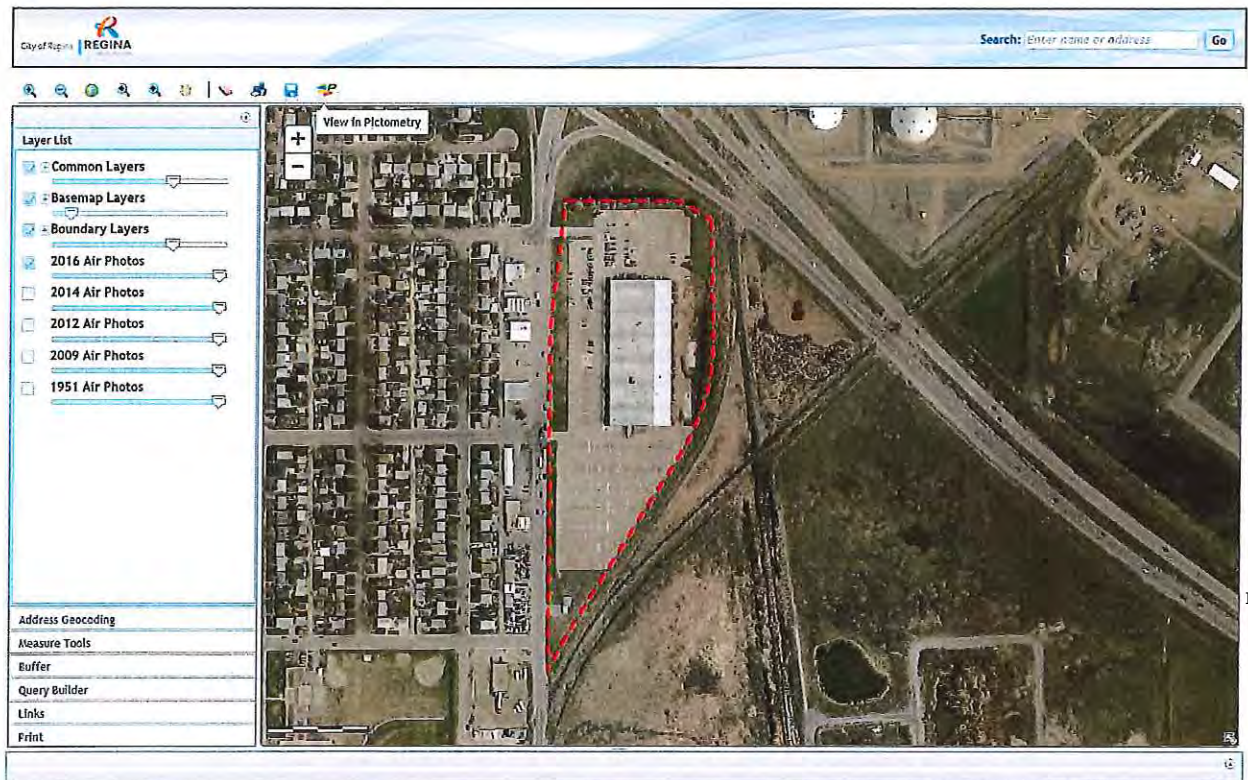 City of Regina
REGINA
Search: Enter name or address
Go
View in Pictometry
Layer List
Common Layers
Basemap Layers
Boundary Layers
2016 Air Photos
2014 Air Photos
2012 Air Photos
2009 Air Photos
1951 Air Photos
Address Geocoding
Measure Tools
Buffer
Query Builder
Links
Print